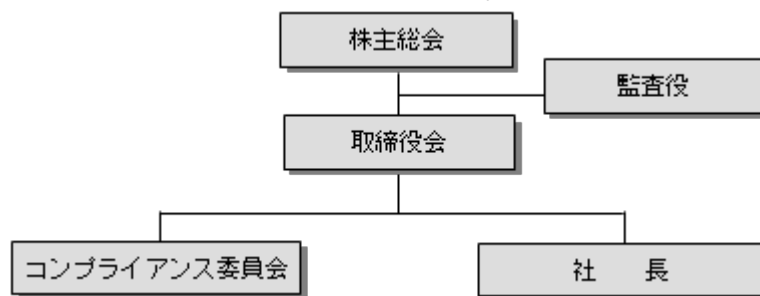 株主総会
監査役
取締役会
コンプライアンス委員会
社　長